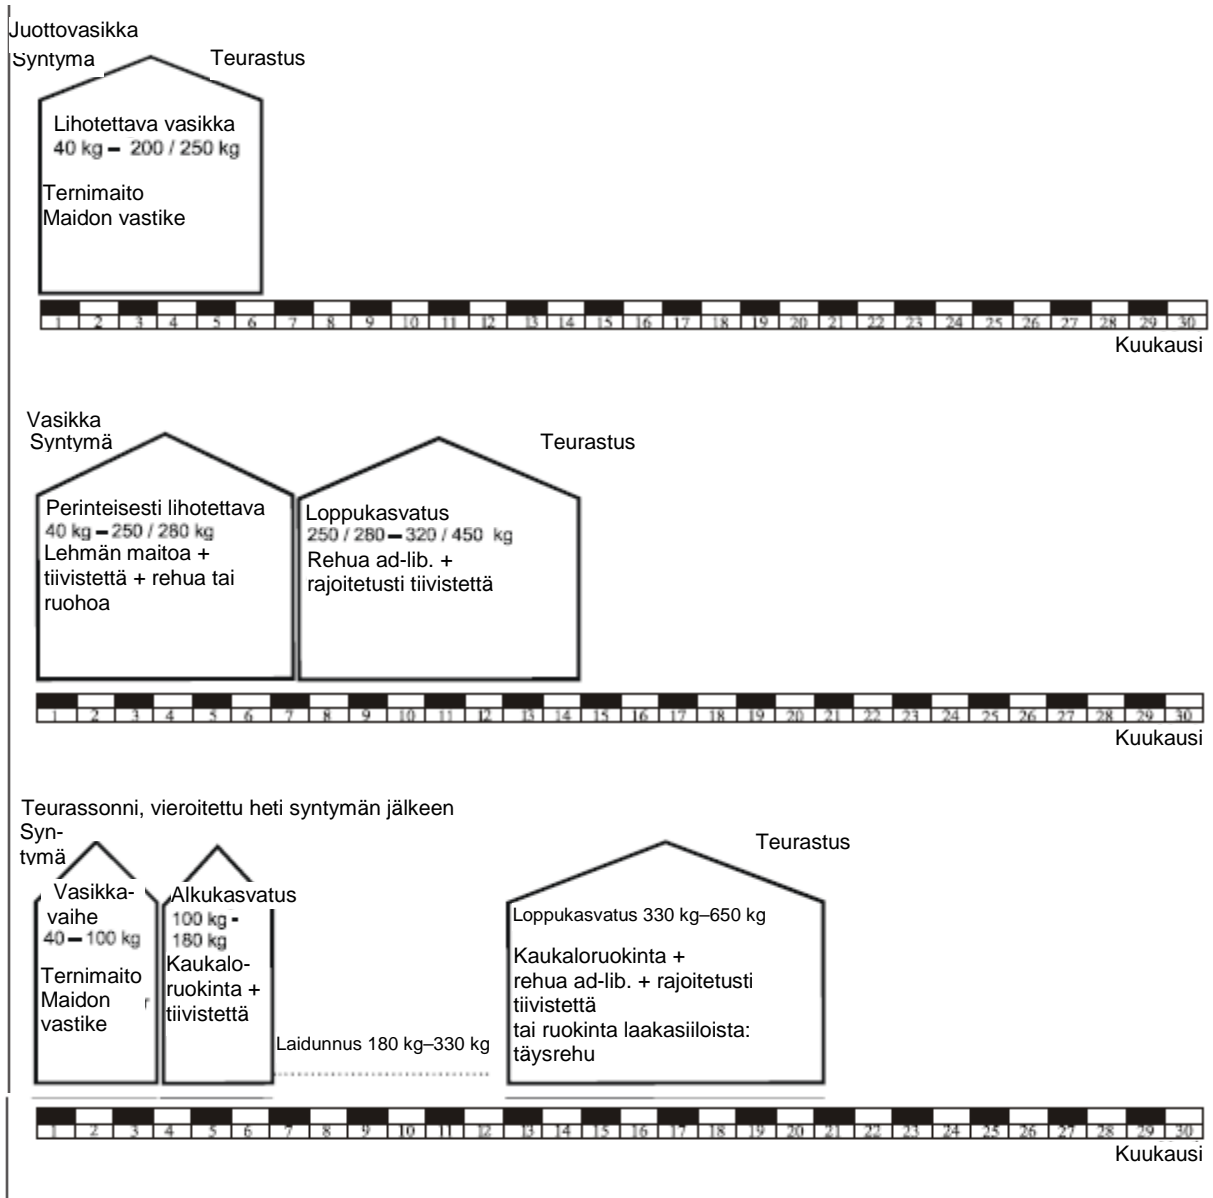 Juottovasikka
Syntymä Teurastus
Lihotettava vasikka
40 kg – 200 / 250 kg
Ternimaito
Maidon vastike
1 2 3 4 5 6 7 8 9 10 11 12 13 14 15 16 17 18 19 20 21 22 23 24 25 26 27 28 29 30
Kuukausi
Vasikka
Syntymä Teurastus
Perinteisesti lihotettava
40 kg – 250 / 280 kg
Lehmän maitoa +
tiivistettä + rehua tai
ruohoa
Loppukasvatus
250 / 280 – 320 / 450 kg
Rehua ad-lib. +
rajoitetusti tiivistettä
1 2 3 4 5 6 7 8 9 10 11 12 13 14 15 16 17 18 19 20 21 22 23 24 25 26 27 28 29 30
Kuukausi
Teurassonni, vieroitettu heti syntymän jälkeen
Syn-
tymä
Teurastus
Vasikka-
vaihe
40 – 100 kg
Ternimaito
Maidon
vastike
Alkukasvatus
100 kg -
180 kg
Kaukalo-
ruokinta +
tiivistettä
Laidunnus 180 kg–330 kg
Loppukasvatus 330 kg–650 kg
Kaukaloruokinta +
rehua ad-lib. + rajoitetusti
tiivistettä
tai ruokinta laakasiiloista:
täysrehu
1 2 3 4 5 6 7 8 9 10 11 12 13 14 15 16 17 18 19 20 21 22 23 24 25 26 27 28 29 30
Kuukausi